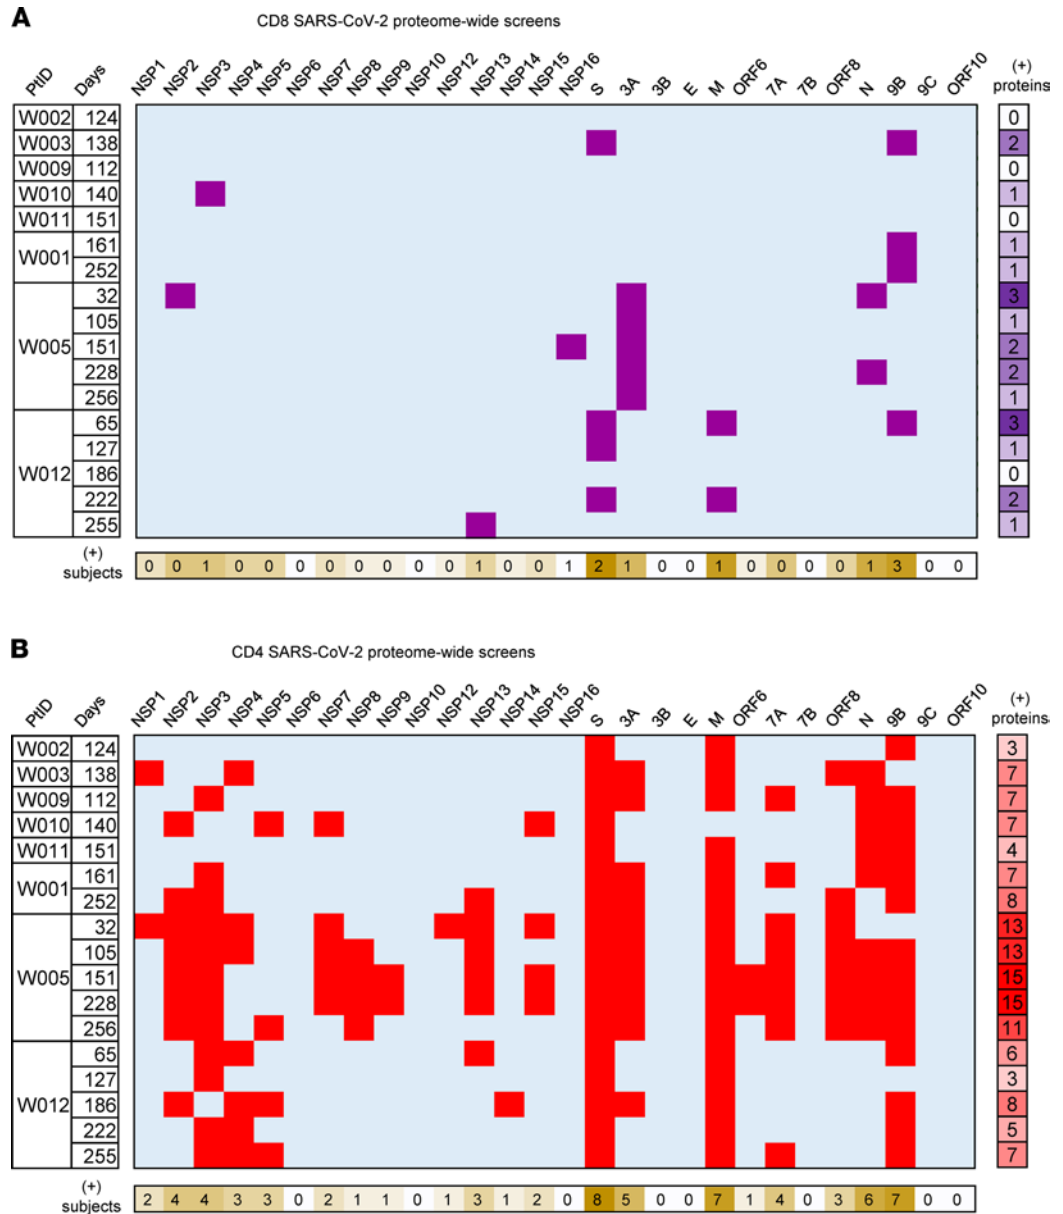 A
CD8 SARS-CoV-2 proteome-wide screens
PtID Days NSP1 NSP2 NSP3 NSP4 NSP5 NSP6 NSP7 NSP8 NSP9 NSP10 NSP12 NSP13 NSP14 NSP15 NSP16 S 3A 3B E M ORF6 7A 7B ORF8 N 9B 9C ORF10 (+) proteins
W002 124 0
W003 138 2
W009 112 0
W010 140 1
W011 151 0
W001 161 1
252 1
W005 32 3
105 1
151 2
228 2
256 1
W012 65 3
127 1
186 0
222 2
255 1
(+) subjects 0 0 1 0 0 0 0 0 0 0 0 1 0 0 1 2 1 0 0 1 0 0 0 0 1 3 0 0
B
CD4 SARS-CoV-2 proteome-wide screens
PtID Days NSP1 NSP2 NSP3 NSP4 NSP5 NSP6 NSP7 NSP8 NSP9 NSP10 NSP12 NSP13 NSP14 NSP15 NSP16 S 3A 3B E M ORF6 7A 7B ORF8 N 9B 9C ORF10 (+) proteins
W002 124 3
W003 138 7
W009 112 7
W010 140 7
W011 151 4
W001 161 7
252 8
W005 32 13
105 13
151 15
228 15
256 11
W012 65 6
127 3
186 8
222 5
255 7
(+) subjects 2 4 4 3 3 0 2 1 1 0 1 3 1 2 0 8 5 0 0 7 1 4 0 3 6 7 0 0